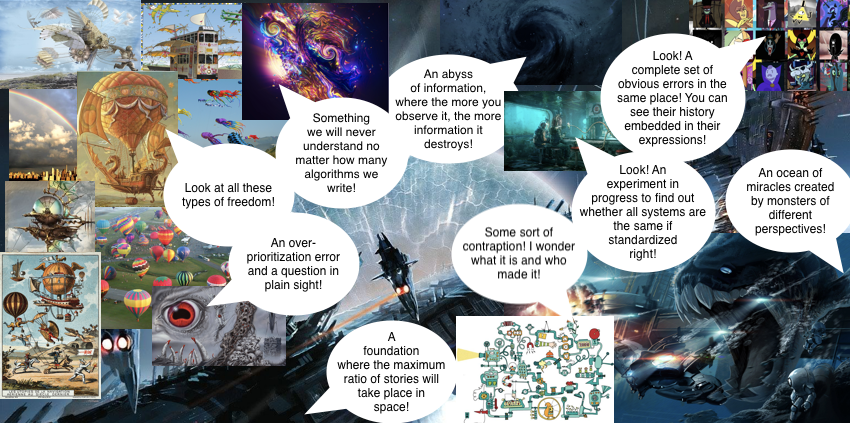 An abyss
of information,
where the more you
observe it, the more
information it
destroys!
Look! A
complete set of
obvious errors in the
same place! You can
see their history
embedded in their
expressions!
Something
we will never
understand no
matter how many
algorithms we
write!
Look at all these
types of freedom!
Look! An
experiment in
progress to find out
whether all systems are
the same if
standardized
right!
An ocean of
miracles created
by monsters of
different
perspectives!
An over-
prioritization error
and a question in
plain sight!
Some sort of
contraption! I wonder
what it is and who
made it!
A
foundation
where the maximum
ratio of stories will
take place in
space!